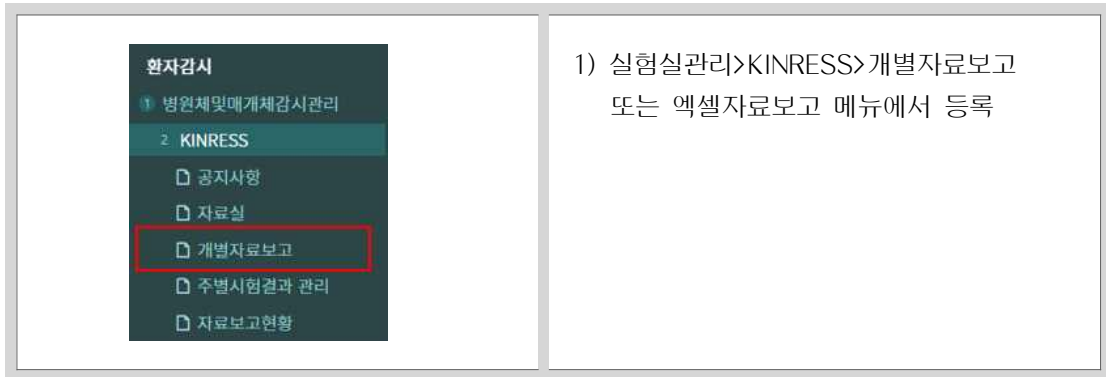 환자감시
1 병원체및매개체감시관리
2 KINRESS
공지사항
자료실
개별자료보고
주별시험결과 관리
자료보고현황
1) 실험실관리>KINRESS>개별자료보고
또는 엑셀자료보고 메뉴에서 등록